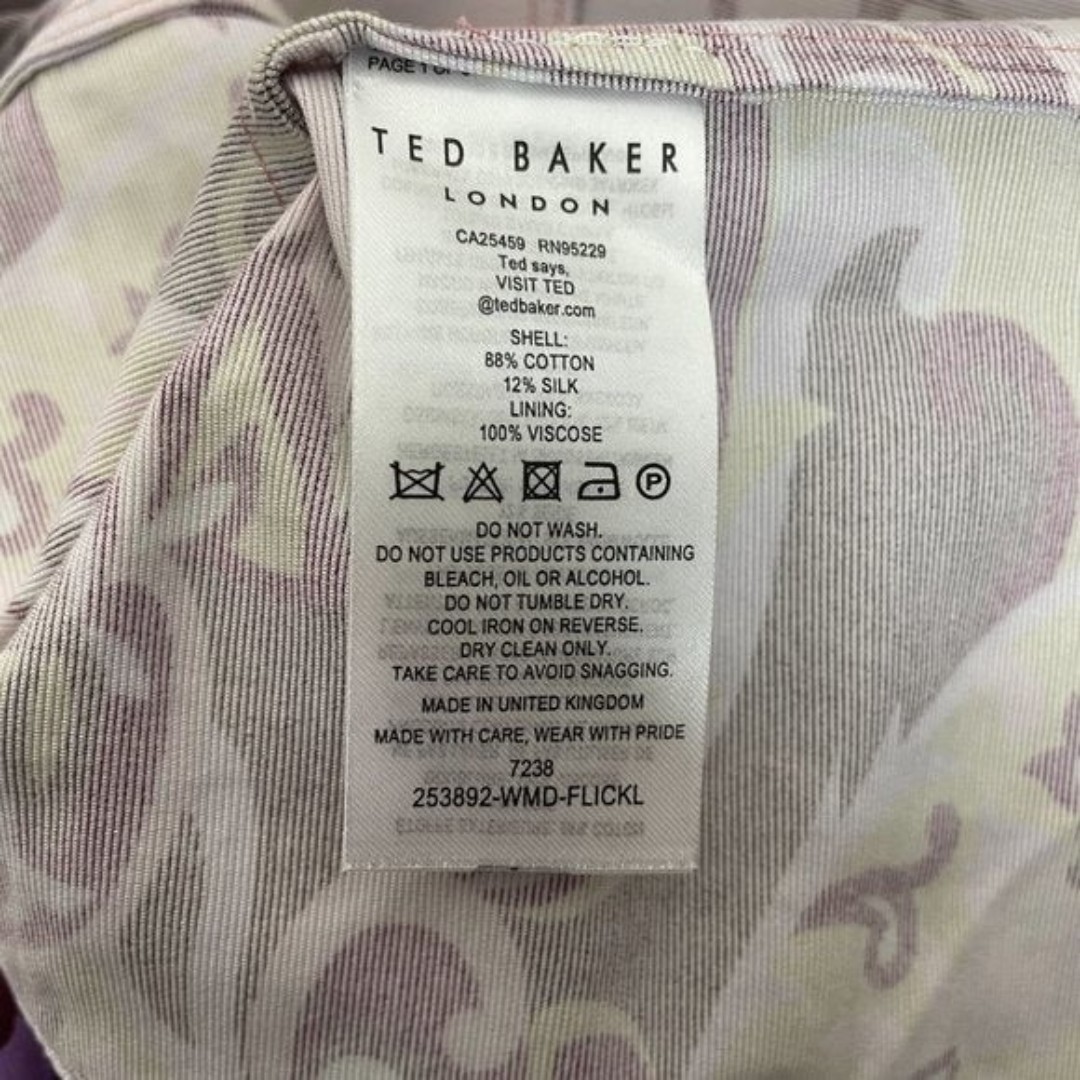 PAGE 1 OF
TED BAKER
LONDON
CA25459 RN95229
Ted says,
VISIT TED
@tedbaker.com
SHELL:
88% COTTON
12% SILK
LINING:
100% VISCOSE
P
DO NOT WASH.
DO NOT USE PRODUCTS CONTAINING
BLEACH, OIL OR ALCOHOL.
DO NOT TUMBLE DRY.
COOL IRON ON REVERSE.
DRY CLEAN ONLY.
TAKE CARE TO AVOID SNAGGING.
MADE IN UNITED KINGDOM
MADE WITH CARE, WEAR WITH PRIDE
7238
253892-WMD-FLICKL